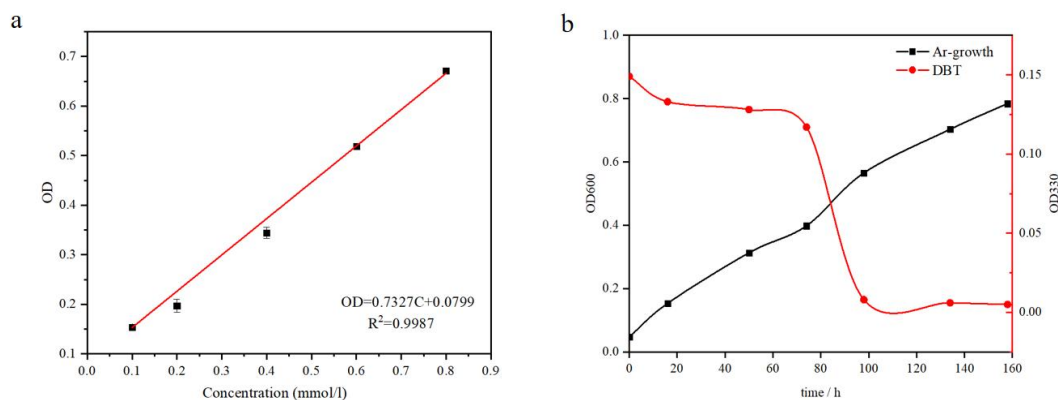 a
0.7
0.6
0.5
0.4
0.3
0.2
0.1
OD
OD=0.7327C+0.0799
R²=0.9987
0.0 0.1 0.2 0.3 0.4 0.5 0.6 0.7 0.8 0.9
Concentration (mmol/l)
b
1.0
0.8
0.6
0.4
0.2
0.0
OD600
Ar-growth
DBT
0.15
0.10
0.05
0.00
OD330
0 20 40 60 80 100 120 140 160
time / h